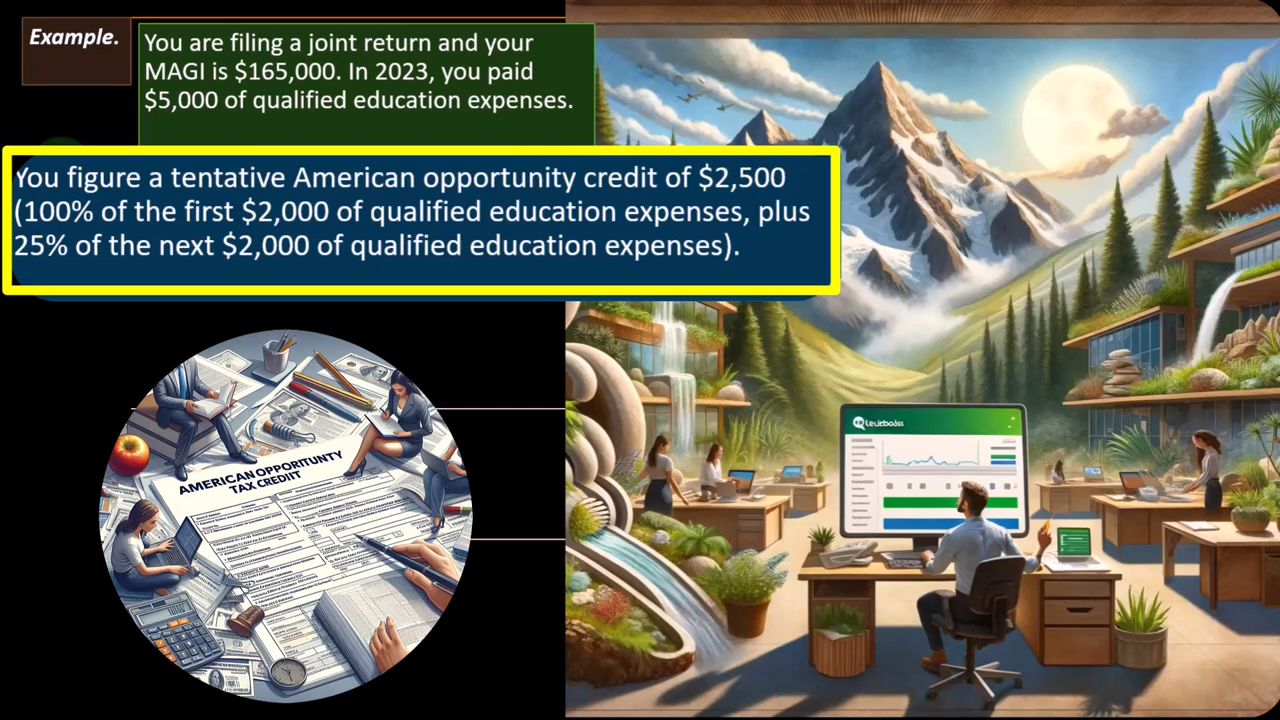 Example.
You are filing a joint return and your
MAGI is $165,000. In 2023, you paid
$5,000 of qualified education expenses.
You figure a tentative American opportunity credit of $2,500
(100% of the first $2,000 of qualified education expenses, plus
25% of the next $2,000 of qualified education expenses).
AMERICAN OPPORTUNITY
TAX CREDIIT